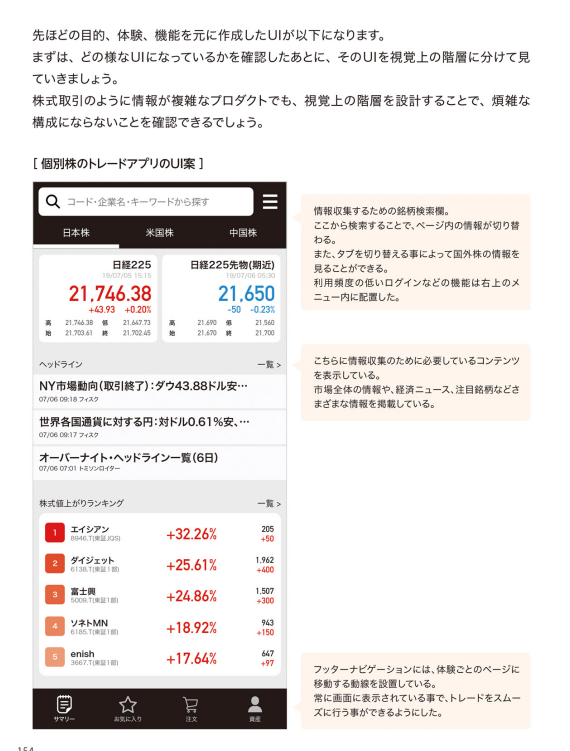 先ほどの目的、体験、機能を元に作成したUIが以下になります。
まずは、どの様なUIになっているかを確認したあとに、そのUIを視覚上の階層に分けて見
ていきましょう。
株式取引のように情報が複雑なプロダクトでも、視覚上の階層を設計することで、煩雑な
構成にならないことを確認できるでしょう。
[ 個別株のトレードアプリのUI案 ]
コード・企業名・キーワードから探す
日本株 米国株 中国株
日経225
19/07/05 15:15
21,746.38
+43.93 +0.20%
高 21,746.38 低 21,647.73
始 21,703.61 終 21,702.45
日経225先物(期近)
19/07/06 05:30
21,650
-50 -0.23%
高 21,690 低 21,560
始 21,670 終 21,700
ヘッドライン 一覧 >
NY市場動向(取引終了):ダウ43.88ドル安…
07/06 09:18 フィスク
世界各国通貨に対する円:対ドル0.61%安、…
07/06 09:17 フィスク
オーバーナイト・ヘッドライン一覧(6日)
07/06 07:01 トミソンロイター
株式値上がりランキング 一覧 >
1 エイシアン +32.26% 205
8946.T(東証JQS) +50
2 ダイジェット +25.61% 1,962
6138.T(東証1部) +400
3 富士興 +24.86% 1,507
5009.T(東証1部) +300
4 ソネトMN +18.92% 943
6185.T(東証1部) +150
5 enish +17.64% 647
3667.T(東証1部) +97
サマリー お気に入り 注文 資産
情報収集するための銘柄検索欄。
ここから検索することで、ページ内の情報が切り替
わる。
また、タブを切り替える事によって国外株の情報を
見ることができる。
利用頻度の低いログインなどの機能は右上のメ
ニュー内に配置した。
こちらに情報収集のために必要しているコンテンツ
を表示している。
市場全体の情報や、経済ニュース、注目銘柄などさ
まざまな情報を掲載している。
フッターナビゲーションには、体験ごとのページに
移動する動線を設置している。
常に画面に表示されている事で、トレードをスムー
ズに行う事ができるようにした。
154